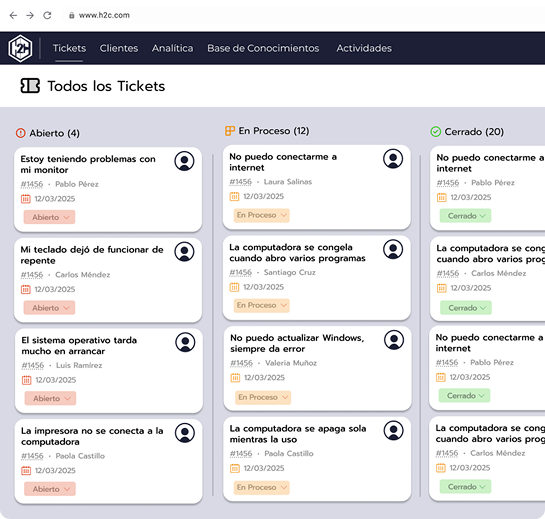 www.h2c.com
H2H
Tickets Clientes Analítica Base de Conocimientos Actividades
Todos los Tickets
Abierto (4)
Estoy teniendo problemas con
mi monitor
#1456 • Pablo Pérez
12/03/2025
Abierto
Mi teclado dejó de funcionar de
repente
#1456 • Carlos Méndez
12/03/2025
Abierto
El sistema operativo tarda
mucho en arrancar
#1456 • Luis Ramírez
12/03/2025
Abierto
La impresora no se conecta a la
computadora
#1456 • Paola Castillo
12/03/2025
Abierto
En Proceso (12)
No puedo conectarme a
internet
#1456 • Laura Salinas
12/03/2025
En Proceso
La computadora se congela
cuando abro varios programas
#1456 • Santiago Cruz
12/03/2025
En Proceso
No puedo actualizar Windows,
siempre da error
#1456 • Valeria Muñoz
12/03/2025
En Proceso
La computadora se apaga sola
mientras la uso
#1456 • Paola Castillo
12/03/2025
En Proceso
Cerrado (20)
No puedo conectarme a
internet
#1456 • Pablo Pérez
12/03/2025
Cerrado
La computadora se cong
cuando abro varios prog
#1456 • Carlos Méndez
12/03/2025
Cerrado
No puedo conectarme a
internet
#1456 • Pablo Pérez
12/03/2025
Cerrado
La computadora se cong
cuando abro varios prog
#1456 • Carlos Méndez
12/03/2025
Cerrado